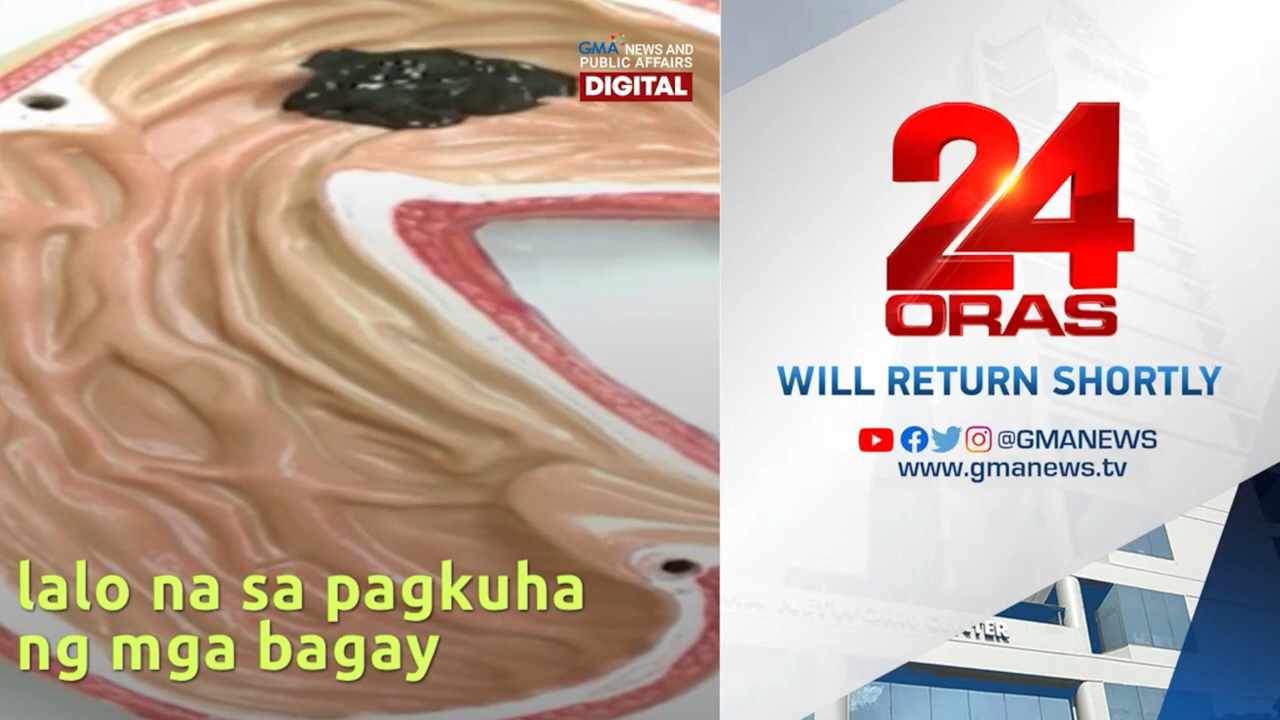 GMA NEWS AND
PUBLIC AFFAIRS
DIGITAL
lalo na sa pagkuha
ng mga bagay
24
ORAS
WILL RETURN SHORTLY
@GMANEWS
www.gmanews.tv